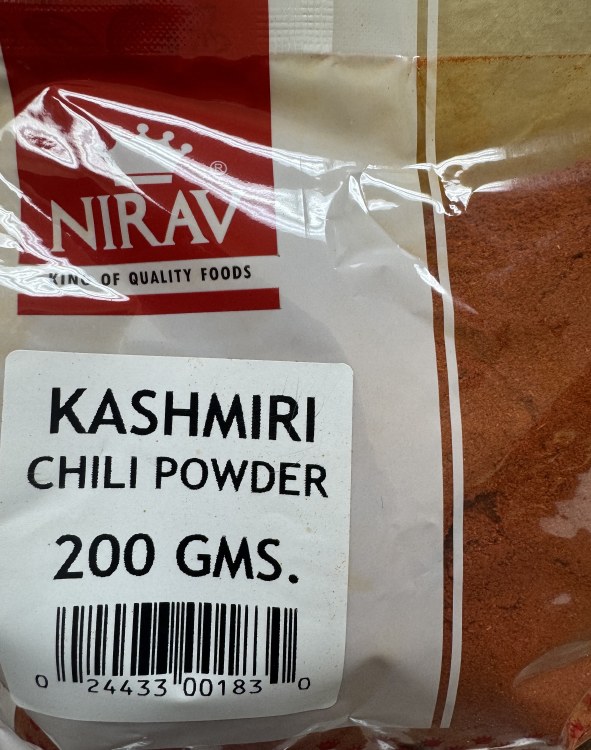 ®
NIRAV
KING OF QUALITY FOODS
KASHMIRI
CHILI POWDER
200 GMS.
0 24433 00183 0